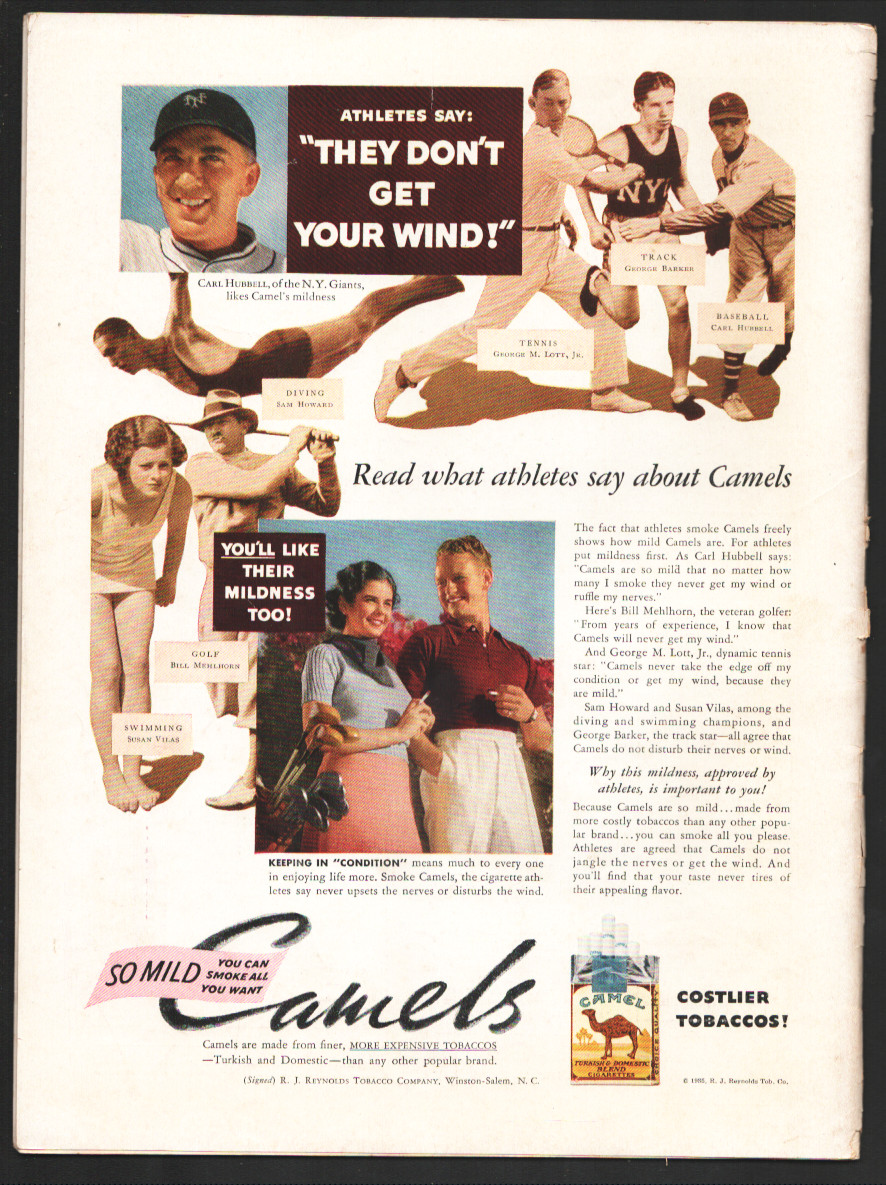 NY
ATHLETES SAY:
"THEY DON'T
GET
YOUR WIND!"
CARL HUBBELL, of the N.Y. Giants,
likes Camel's mildness
NY
TRACK
GEORGE BARKER
BASEBALL
CARL HUBBELL
TENNIS
GEORGE M. LOTT, JR.
DIVING
SAM HOWARD
Read what athletes say about Camels
YOU'LL LIKE
THEIR
MILDNESS
TOO!
GOLF
BILL MEHLHORN
SWIMMING
SUSAN VILAS
KEEPING IN "CONDITION" means much to every one
in enjoying life more. Smoke Camels, the cigarette ath-
letes say never upsets the nerves or disturbs the wind.
The fact that athletes smoke Camels freely
shows how mild Camels are. For athletes
put mildness first. As Carl Hubbell says:
"Camels are so mild that no matter how
many I smoke they never get my wind or
ruffle my nerves."
Here's Bill Mehlhorn, the veteran golfer:
"From years of experience, I know that
Camels will never get my wind."
And George M. Lott, Jr., dynamic tennis
star: "Camels never take the edge off my
condition or get my wind, because they
are mild."
Sam Howard and Susan Vilas, among the
diving and swimming champions, and
George Barker, the track star—all agree that
Camels do not disturb their nerves or wind.
Why this mildness, approved by
athletes, is important to you!
Because Camels are so mild...made from
more costly tobaccos than any other popu-
lar brand...you can smoke all you please.
Athletes are agreed that Camels do not
jangle the nerves or get the wind. And
you'll find that your taste never tires of
their appealing flavor.
SO MILD YOU CAN
SMOKE ALL
YOU WANT
Camels
Camels are made from finer, MORE EXPENSIVE TOBACCOS
—Turkish and Domestic—than any other popular brand.
(Signed) R. J. REYNOLDS TOBACCO COMPANY, Winston-Salem, N. C.
CAMEL
TURKISH & DOMESTIC
BLEND
CIGARETTES
CHOICE QUALITY
COSTLIER
TOBACCOS!
© 1935, R. J. Reynolds Tob. Co.